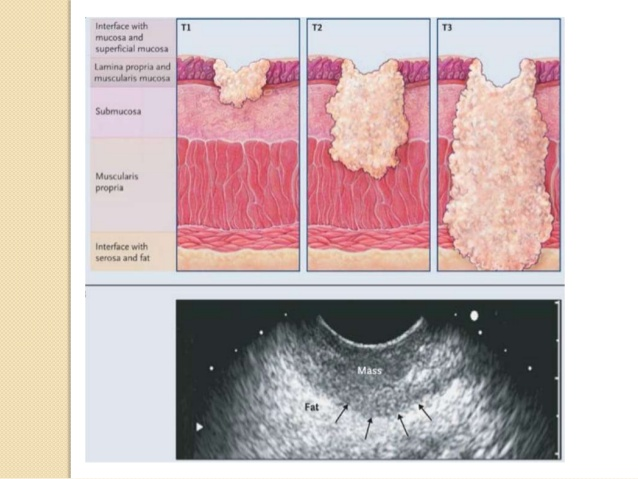 Interface with
mucosa and
superficial mucosa
Lamina propria and
muscularis mucosa
Submucosa
Muscularis
propria
Interface with
serosa and fat
T1
T2
T3
Mass
Fat